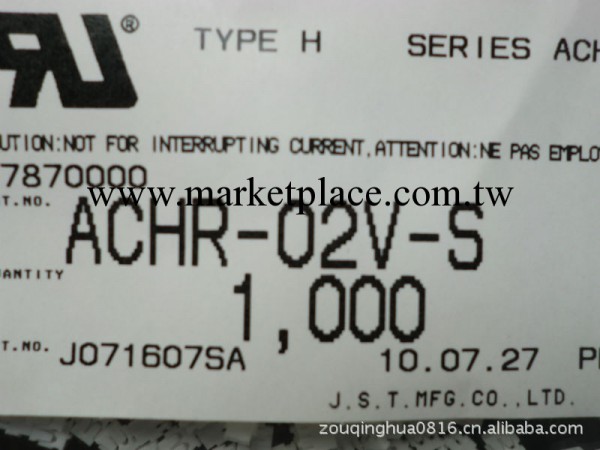 RU® TYPE H SERIES ACH
UTION:NOT FOR INTERRUPTING CURRENT,ATTENTION:NE PAS EMPLO
7870000
www.marketplace.com.tw
T.NO. ACHR-02V-S
ANTITY 1,000
T.NO. J071607SA 10.07.27 P
J.S.T.MFG.CO.,LTD.
zouqinghua0816.cn.alibaba.com